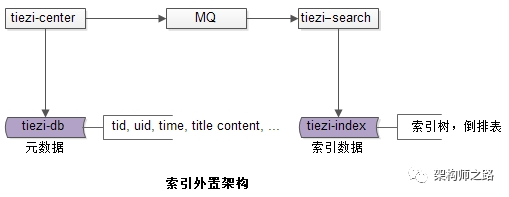 tiezi-center
MQ
tiezi–search
tiezi-db
tid, uid, time, title content, …
tiezi-index
索引树，倒排表
元数据
索引数据
索引外置架构
架构师之路